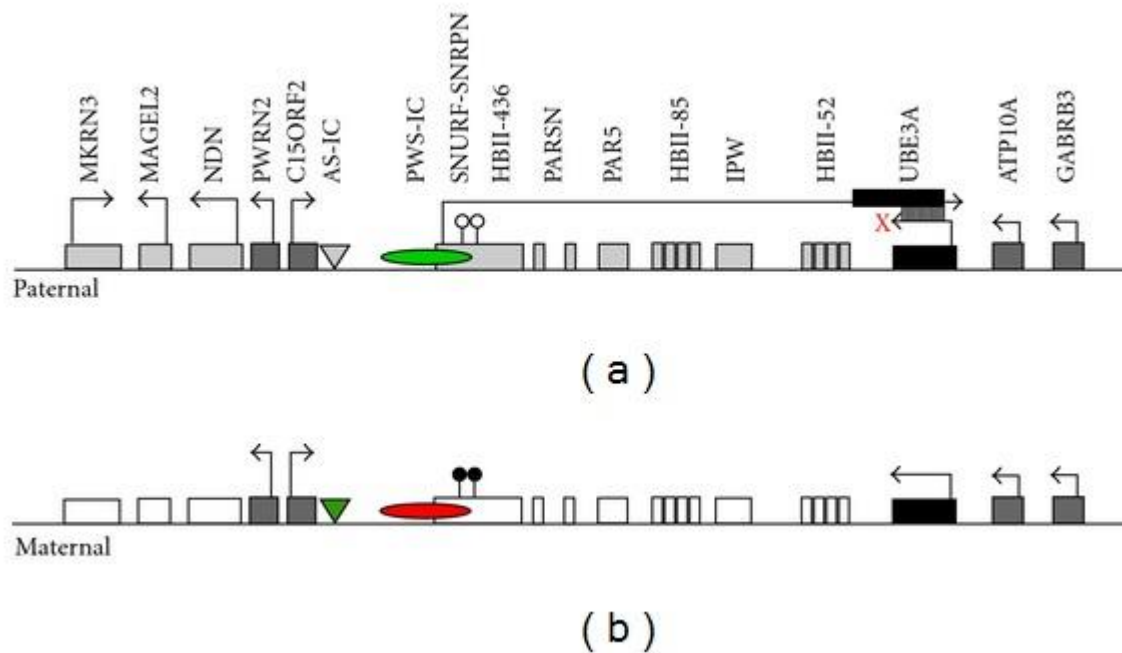 MKRN3
MAGEL2
NDN
PWRN2
C15ORF2
AS-IC
PWS-IC
SNURF-SNRPN
HBII-436
PARSN
PAR5
HBII-85
IPW
HBII-52
UBE3A
ATP10A
GABRB3
X
Paternal
( a )
Maternal
( b )